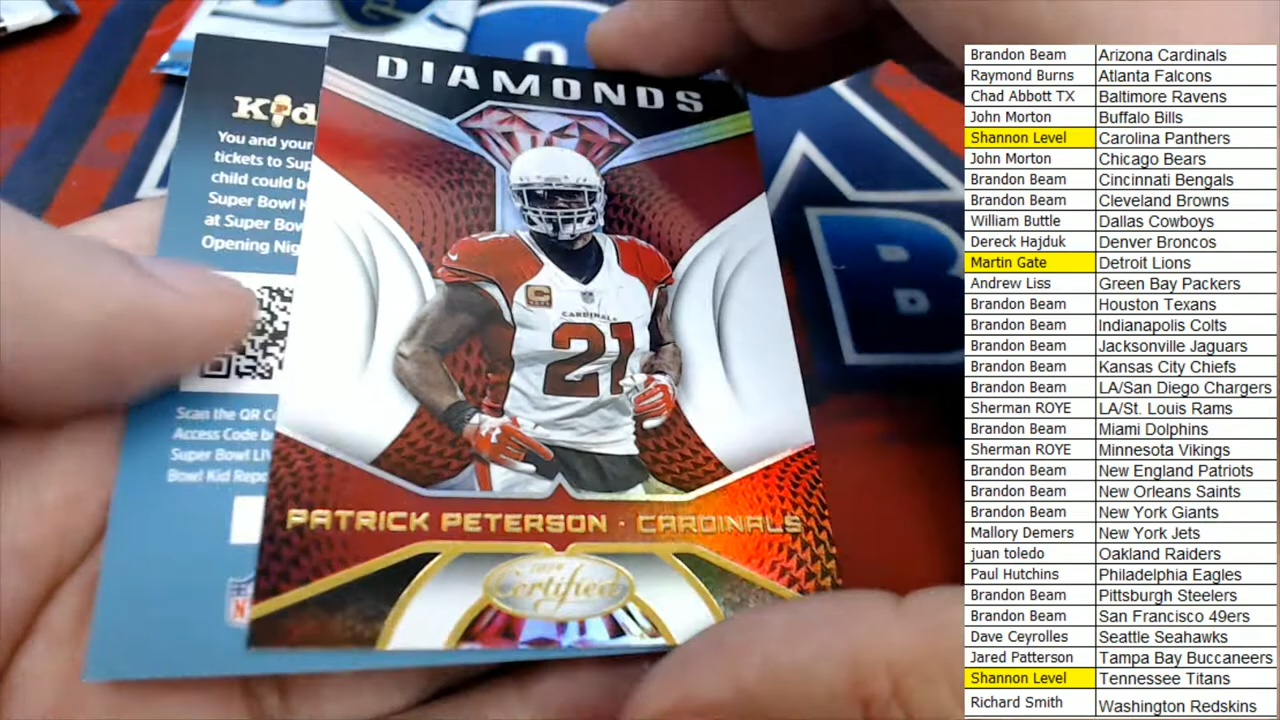 DIAMONDS
Kid
You and your
tickets to Sup
child could b
Super Bowl K
at Super Bow
Opening Nig
Scan the QR C
Access Code b
Super Bowl LIV
Bowl Kid Repo
CARDINALS
21
21
C
PATRICK PETERSON · CARDINALS
Certified
B
Brandon Beam Arizona Cardinals
Raymond Burns Atlanta Falcons
Chad Abbott TX Baltimore Ravens
John Morton Buffalo Bills
Shannon Level Carolina Panthers
John Morton Chicago Bears
Brandon Beam Cincinnati Bengals
Brandon Beam Cleveland Browns
William Buttle Dallas Cowboys
Dereck Hajduk Denver Broncos
Martin Gate Detroit Lions
Andrew Liss Green Bay Packers
Brandon Beam Houston Texans
Brandon Beam Indianapolis Colts
Brandon Beam Jacksonville Jaguars
Brandon Beam Kansas City Chiefs
Brandon Beam LA/San Diego Chargers
Sherman ROYE LA/St. Louis Rams
Brandon Beam Miami Dolphins
Sherman ROYE Minnesota Vikings
Brandon Beam New England Patriots
Brandon Beam New Orleans Saints
Brandon Beam New York Giants
Mallory Demers New York Jets
juan toledo Oakland Raiders
Paul Hutchins Philadelphia Eagles
Brandon Beam Pittsburgh Steelers
Brandon Beam San Francisco 49ers
Dave Ceyrolles Seattle Seahawks
Jared Patterson Tampa Bay Buccaneers
Shannon Level Tennessee Titans
Richard Smith Washington Redskins